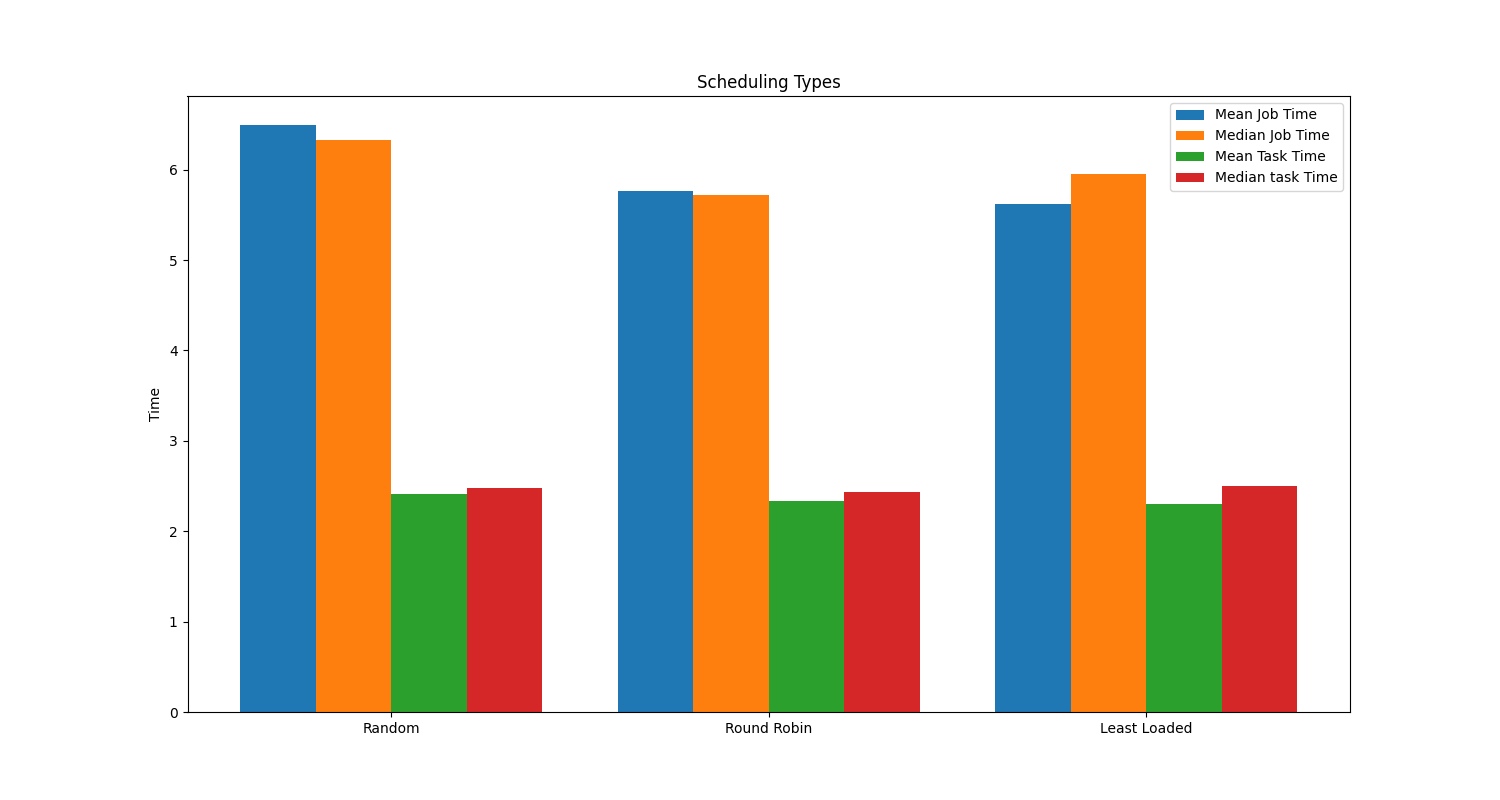 Scheduling Types
Mean Job Time
Median Job Time
Mean Task Time
Median task Time
Time
6
5
4
3
2
1
0
Random
Round Robin
Least Loaded